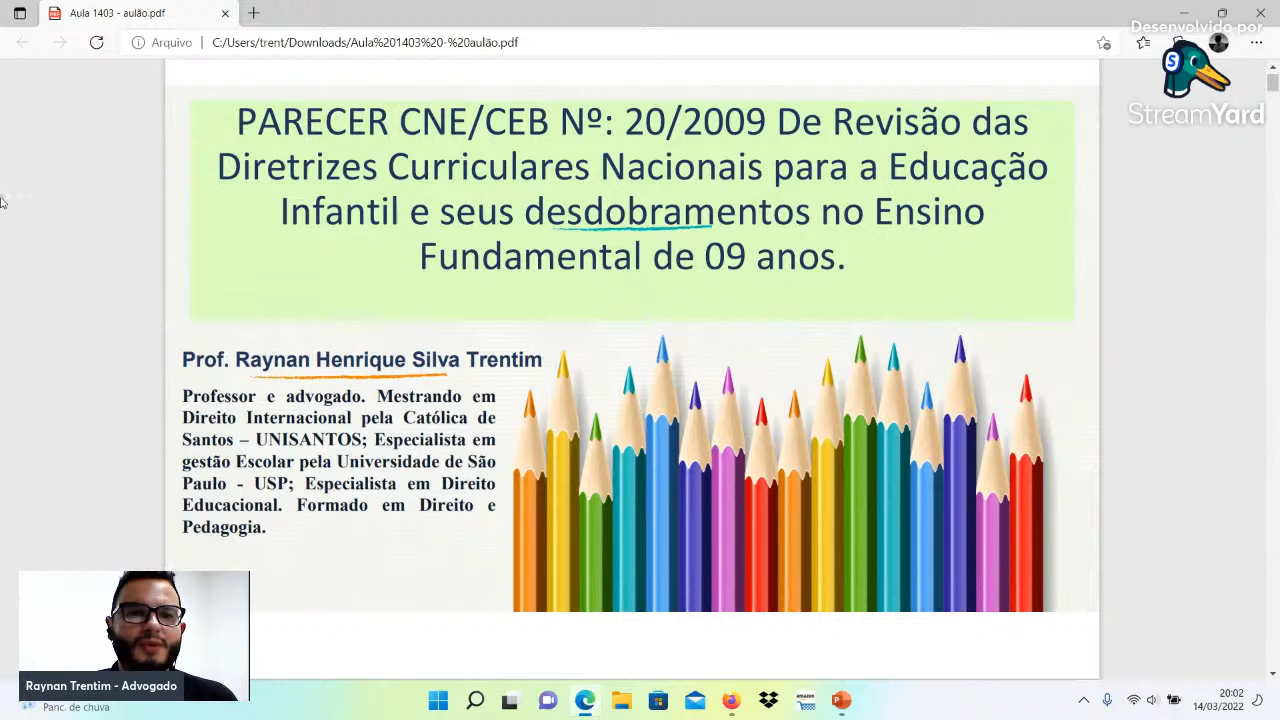 Aula 1403 - aulão.pdf
Arquivo
C:/Users/trent/Downloads/Aula%201403%20-%20aulão.pdf
Desenvolvido por
StreamYard
PARECER CNE/CEB Nº: 20/2009 De Revisão das
Diretrizes Curriculares Nacionais para a Educação
Infantil e seus desdobramentos no Ensino
Fundamental de 09 anos.
Prof. Raynan Henrique Silva Trentim
Professor e advogado. Mestrando em
Direito Internacional pela Católica de
Santos – UNISANTOS; Especialista em
gestão Escolar pela Universidade de São
Paulo - USP; Especialista em Direito
Educacional. Formado em Direito e
Pedagogia.
Raynan Trentim - Advogado
Panc. de chuva
amazon
20:02
14/03/2022